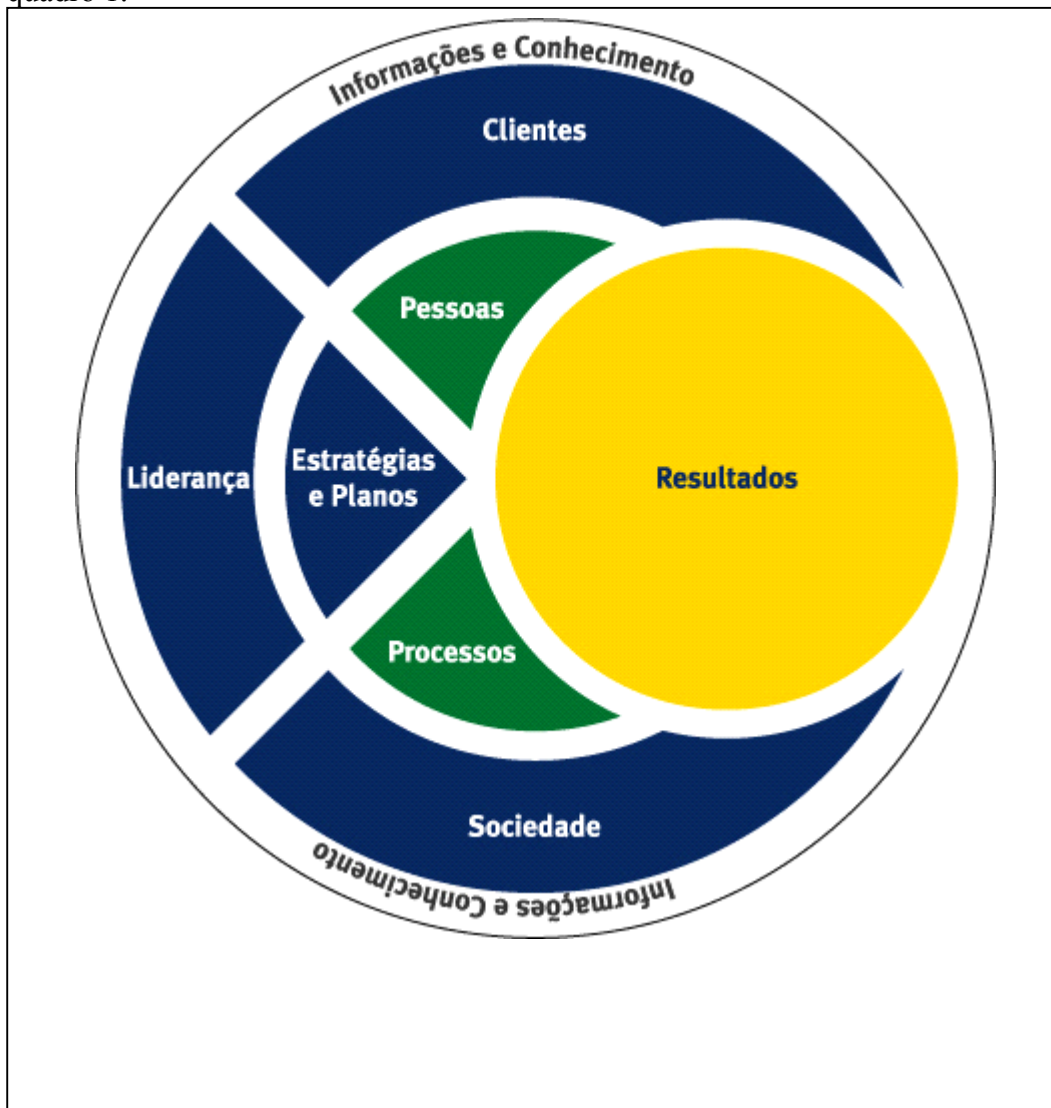 quadro 1.
Informações e Conhecimento
Clientes
Pessoas
Liderança
Estratégias
e Planos
Resultados
Processos
Sociedade
Informações e Conhecimento